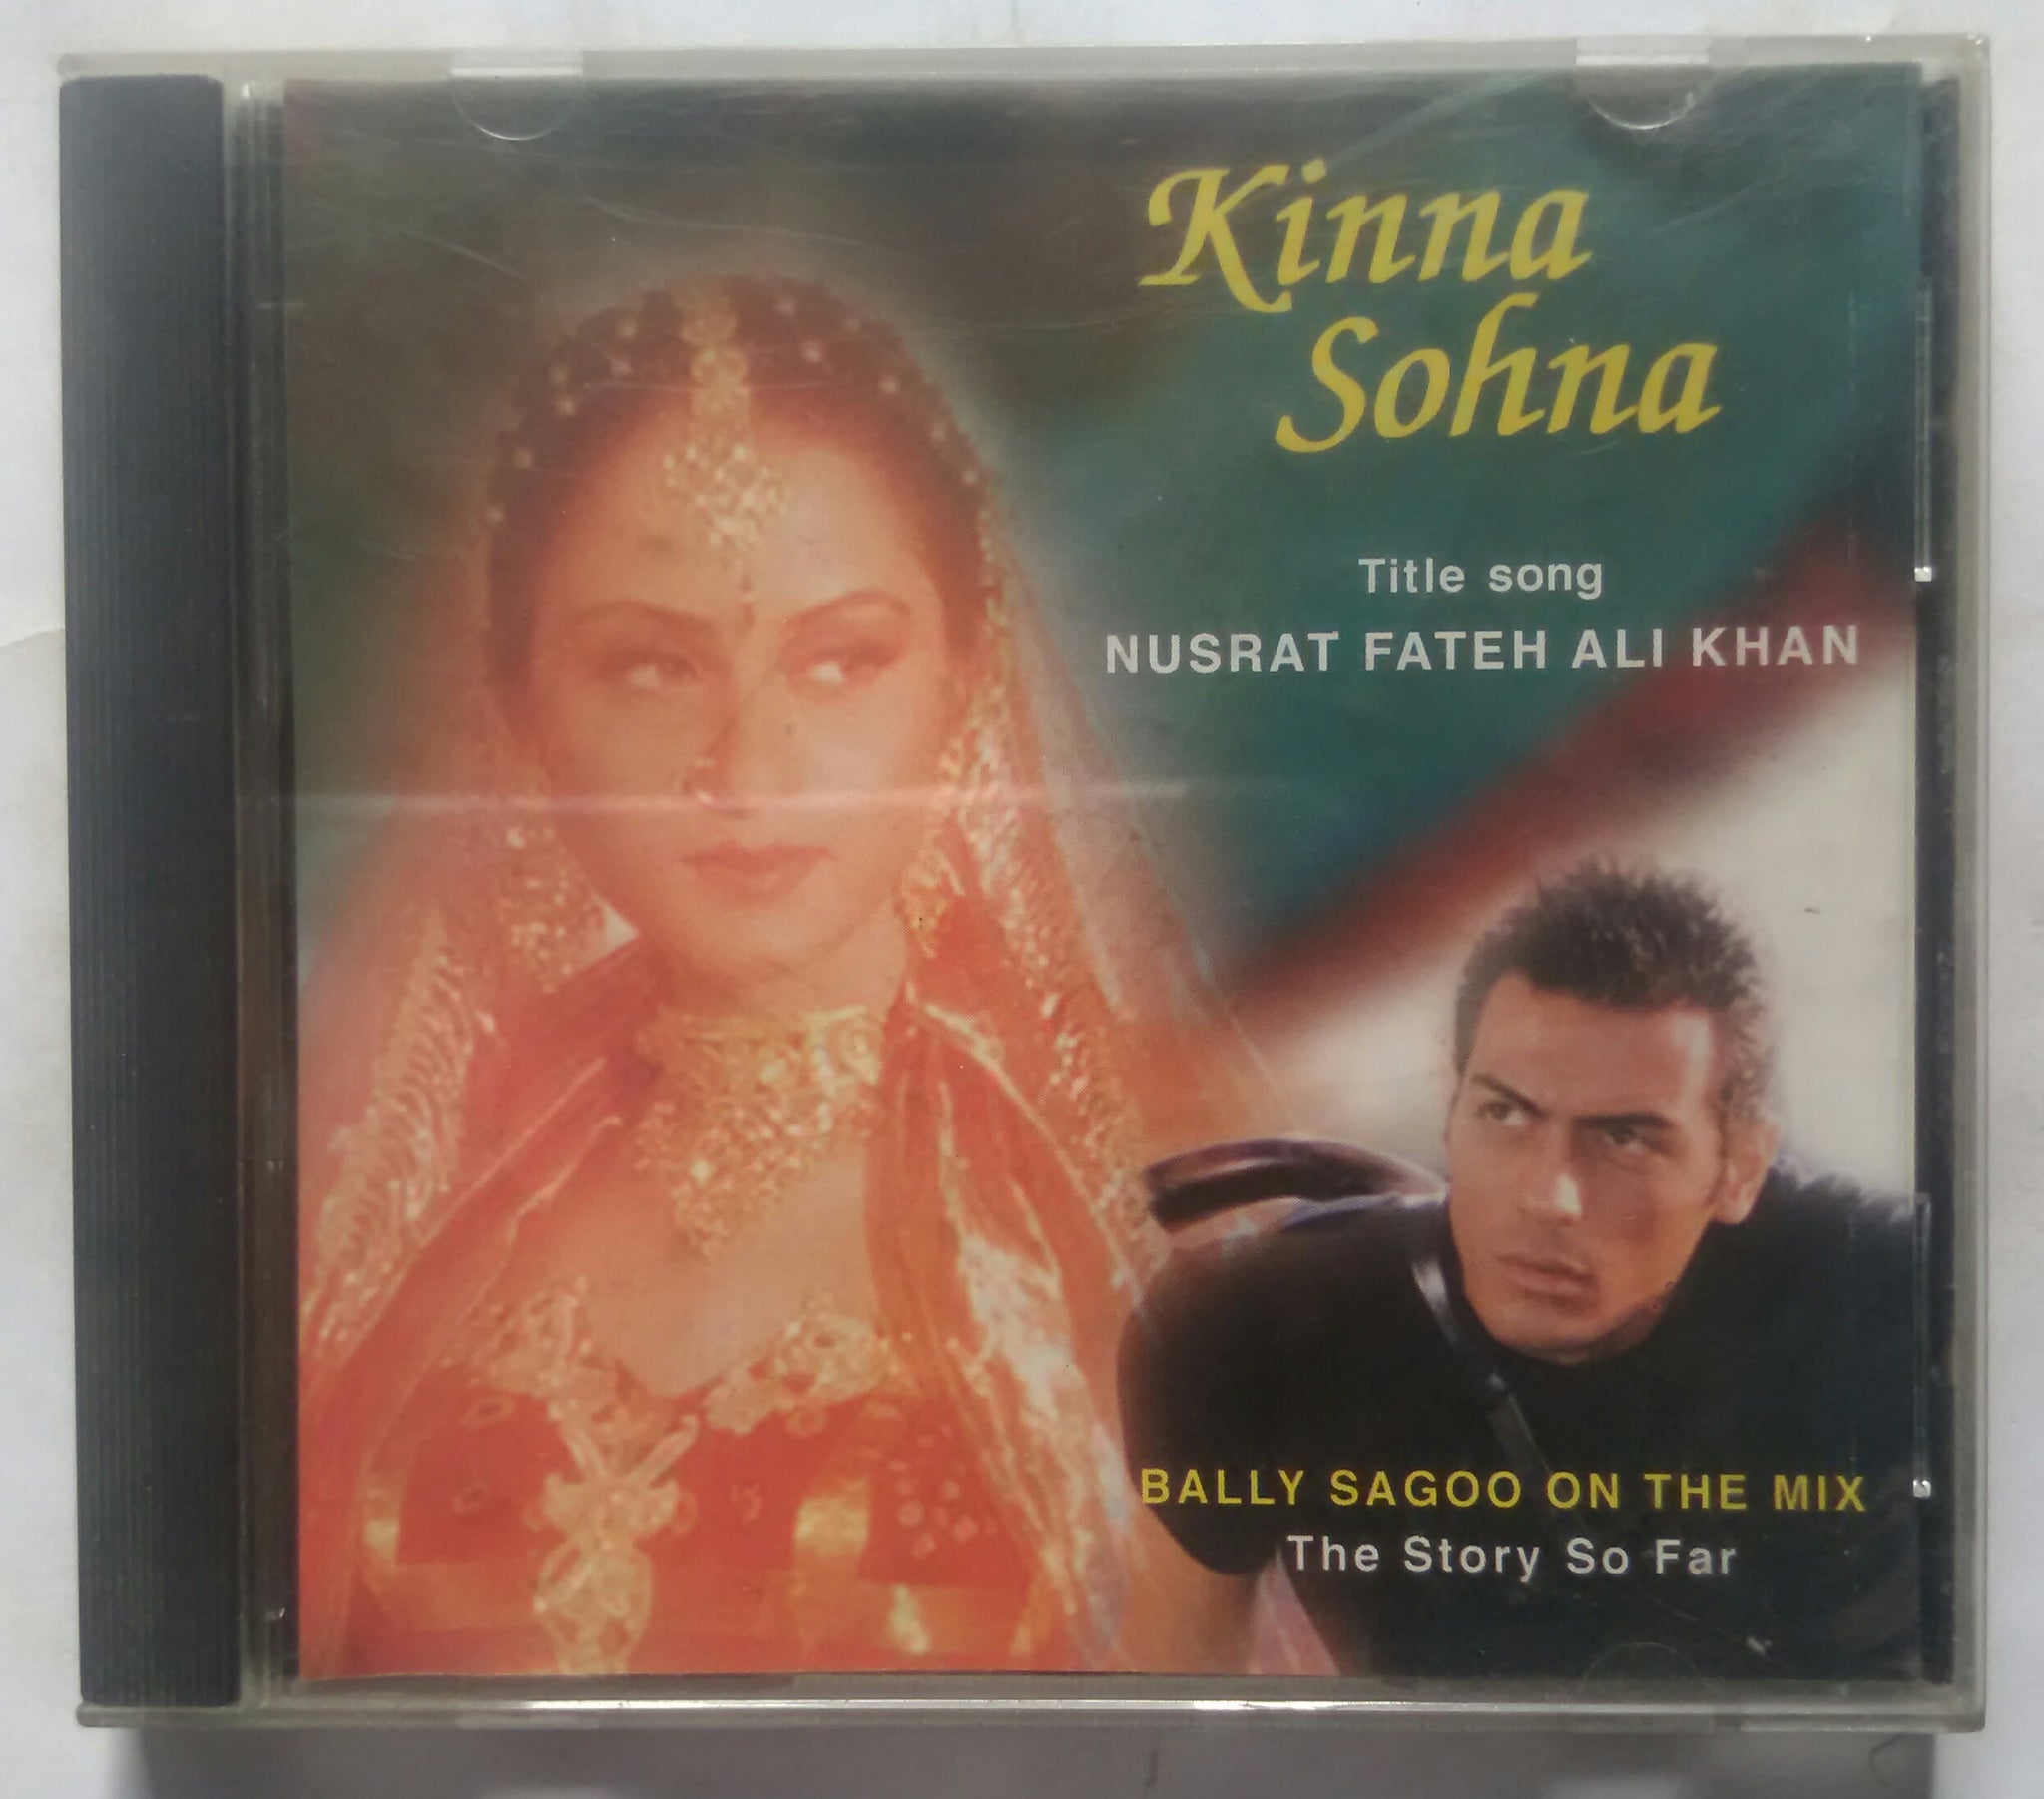 Kinna
Sohna
Title song
NUSRAT FATEH ALI KHAN
BALLY SAGOO ON THE MIX
The Story So Far